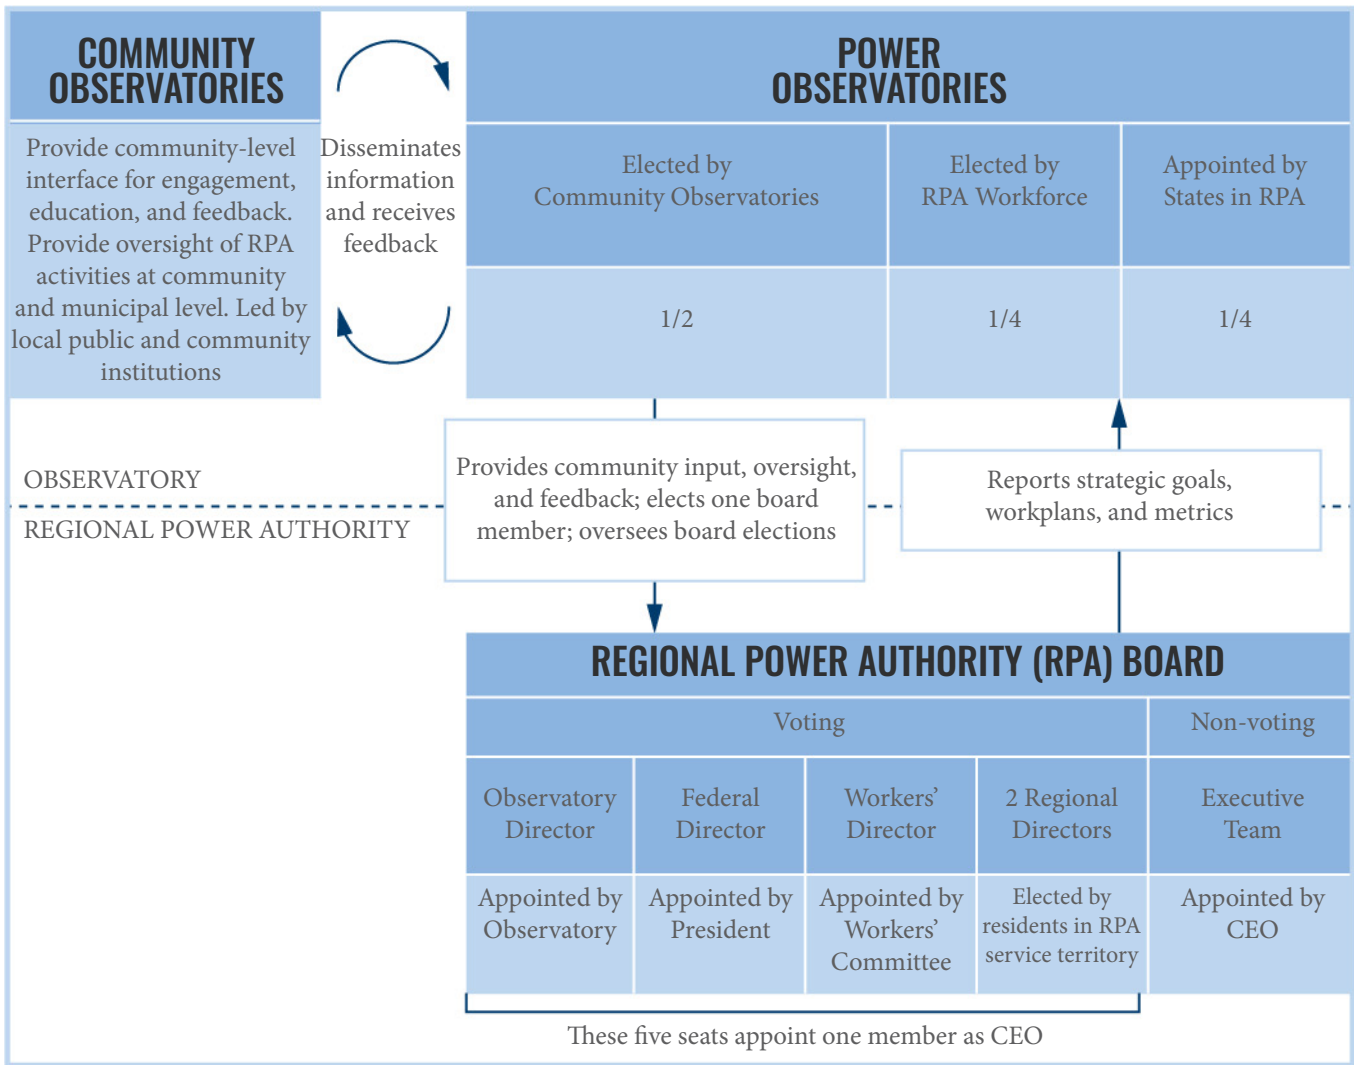 COMMUNITY
OBSERVATORIES
Provide community-level
interface for engagement,
education, and feedback.
Provide oversight of RPA
activities at community
and municipal level. Led by
local public and community
institutions
Disseminates
information
and receives
feedback
POWER
OBSERVATORIES
Elected by
Community Observatories
1/2
Elected by
RPA Workforce
1/4
Appointed by
States in RPA
1/4
OBSERVATORY
REGIONAL POWER AUTHORITY
Provides community input, oversight,
and feedback; elects one board
member; oversees board elections
Reports strategic goals,
workplans, and metrics
REGIONAL POWER AUTHORITY (RPA) BOARD
Voting
Non-voting
Observatory
Director
Appointed by
Observatory
Federal
Director
Appointed by
President
Workers’
Director
Appointed by
Workers’
Committee
2 Regional
Directors
Elected by
residents in RPA
service territory
Executive
Team
Appointed by
CEO
These five seats appoint one member as CEO